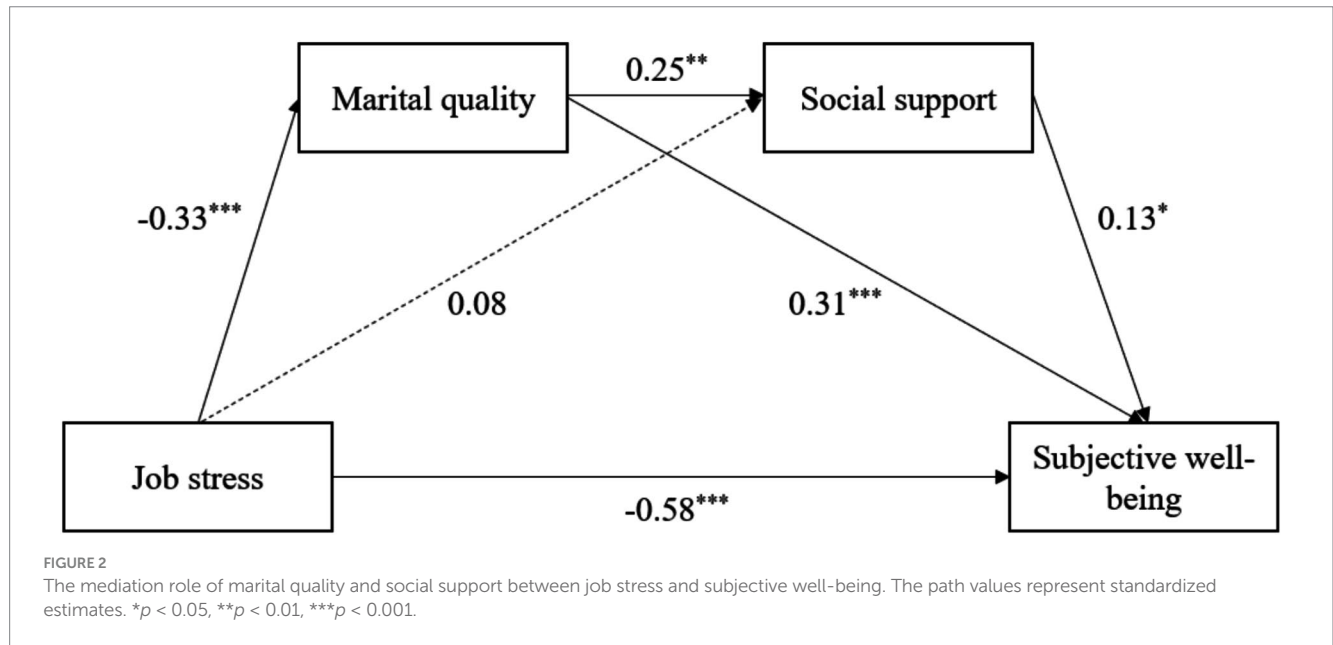 0.25**
Marital quality
Social support
-0.33***
0.13*
0.08
0.31***
Job stress
Subjective well-
being
-0.58***
FIGURE 2
The mediation role of marital quality and social support between job stress and subjective well-being. The path values represent standardized
estimates. *p < 0.05, **p < 0.01, ***p < 0.001.